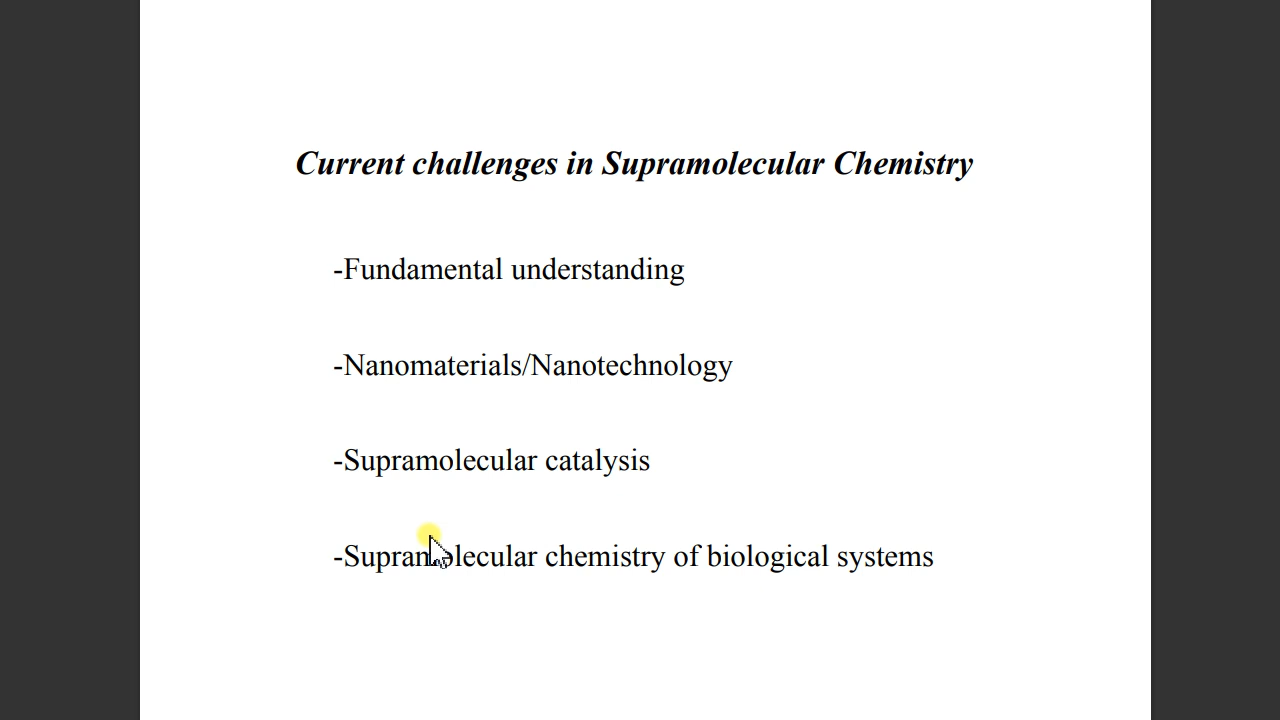 Current challenges in Supramolecular Chemistry
-Fundamental understanding
-Nanomaterials/Nanotechnology
-Supramolecular catalysis
-Supramolecular chemistry of biological systems